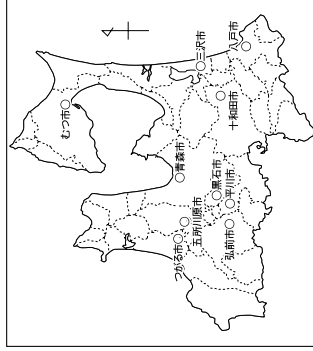 むつ市
三沢市
八戸市
十和田市
青森市
黒石市
平川市
五所川原市
つがる市
弘前市